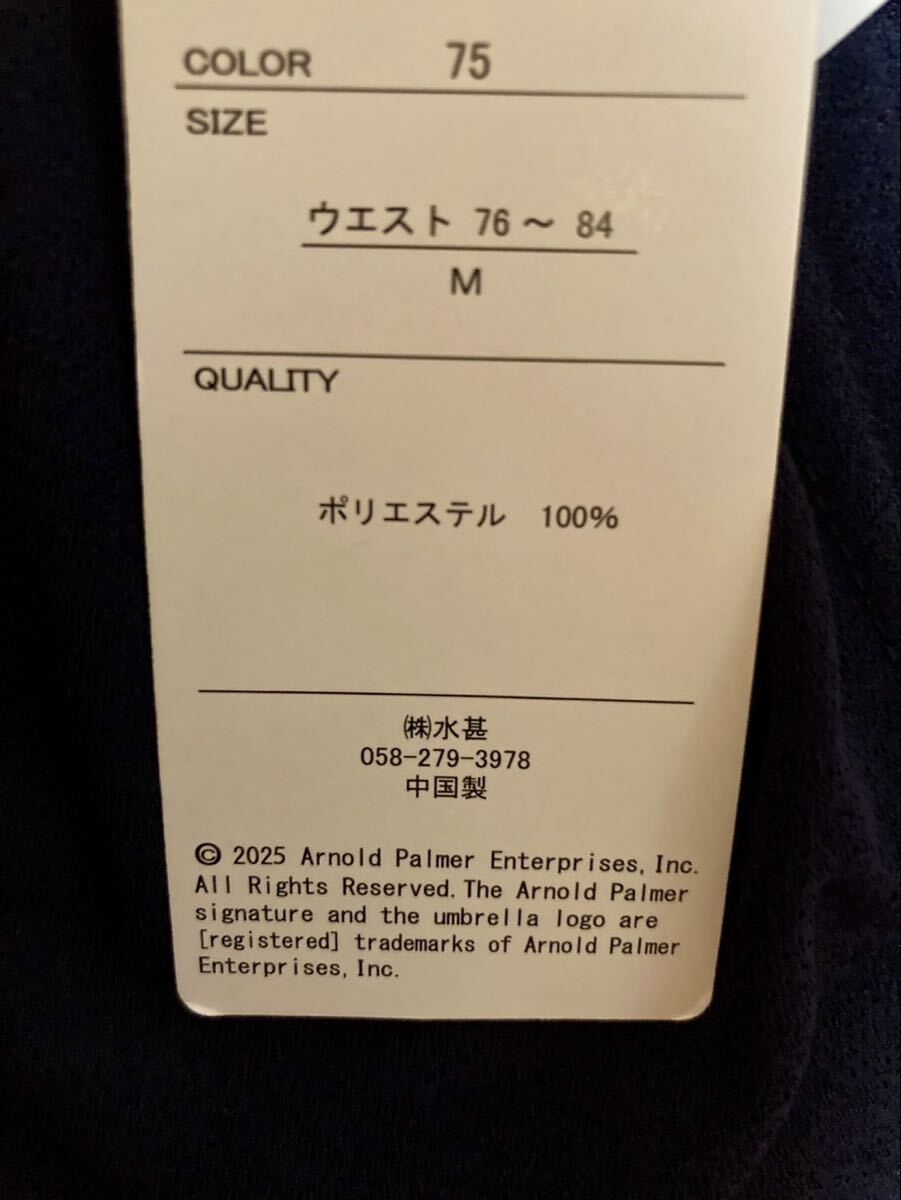 COLOR 75
SIZE
ウエスト 76～ 84
M
QUALITY
ポリエステル 100%
㈱水甚
058-279-3978
中国製
© 2025 Arnold Palmer Enterprises, Inc.
All Rights Reserved. The Arnold Palmer
signature and the umbrella logo are
[registered] trademarks of Arnold Palmer
Enterprises, Inc.